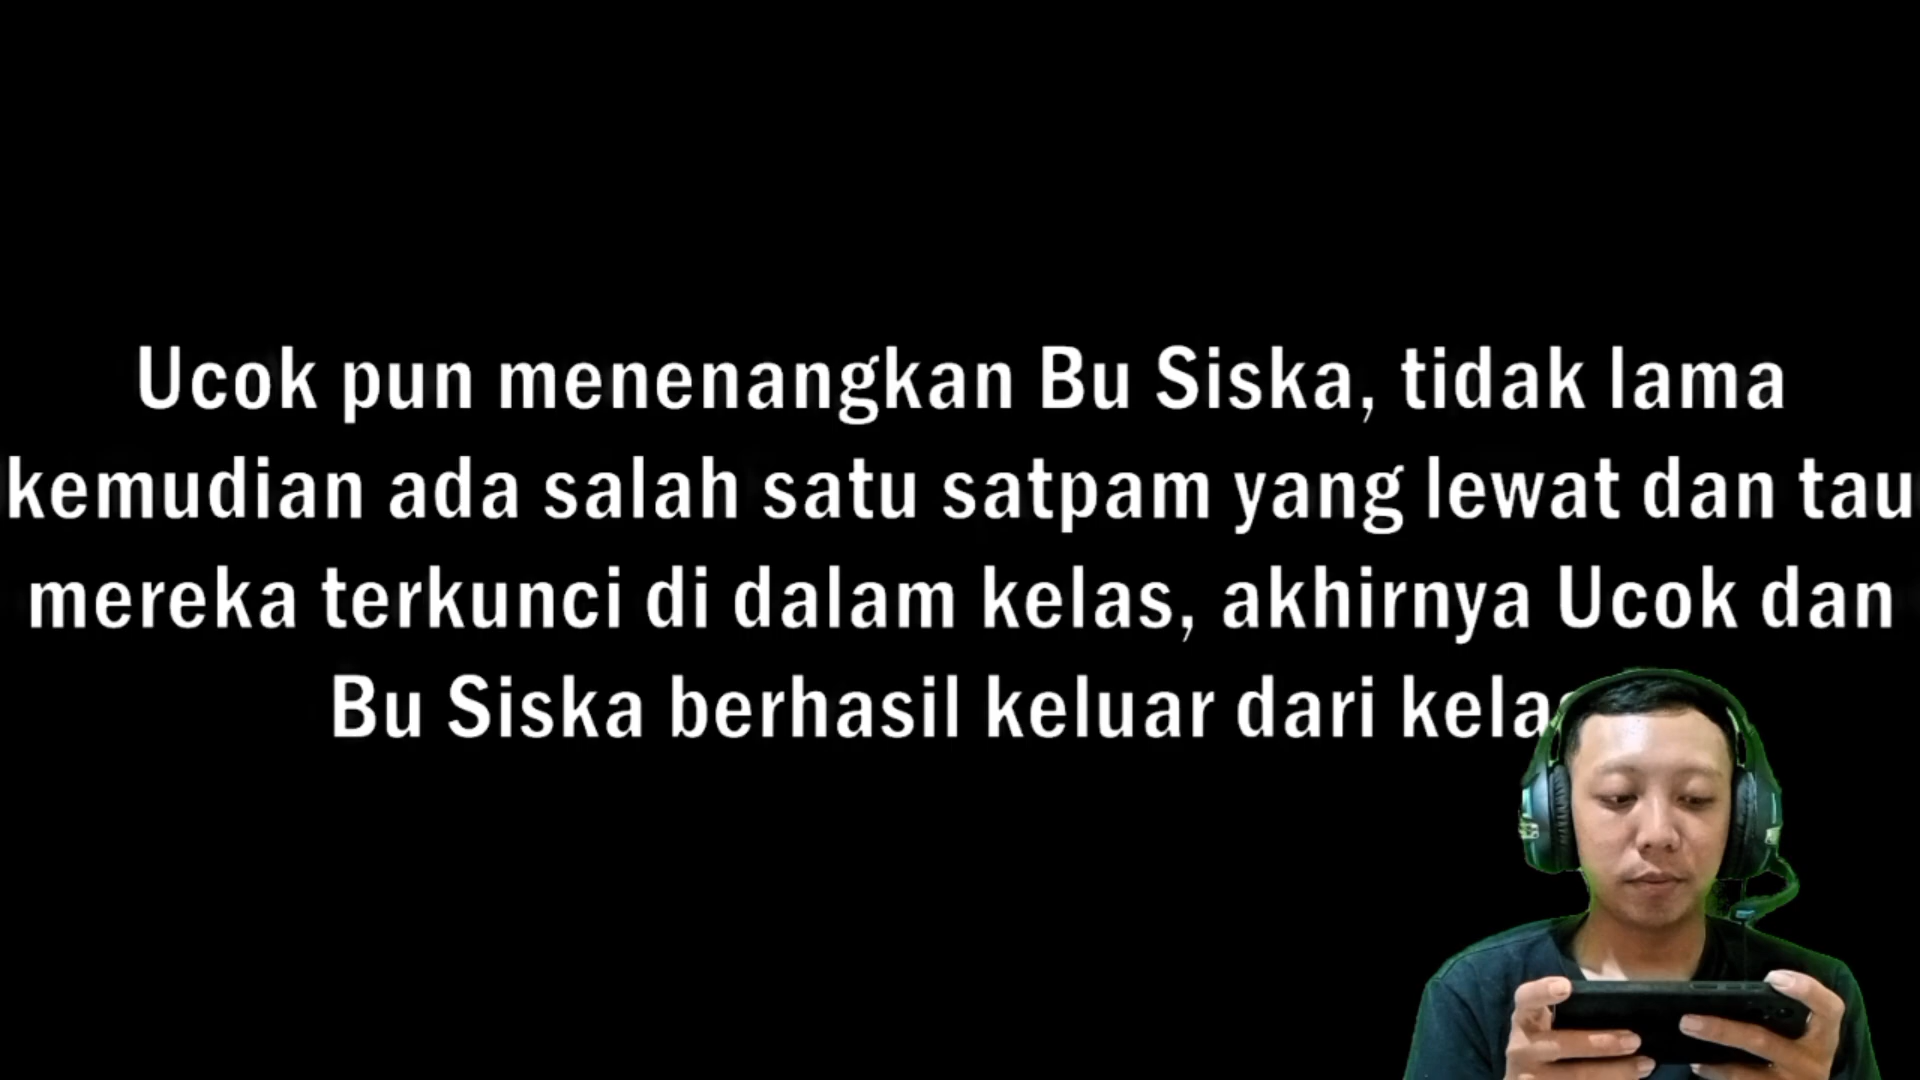 Ucok pun menenangkan Bu Siska, tidak lama
kemudian ada salah satu satpam yang lewat dan tau
mereka terkunci di dalam kelas, akhirnya Ucok dan
Bu Siska berhasil keluar dari